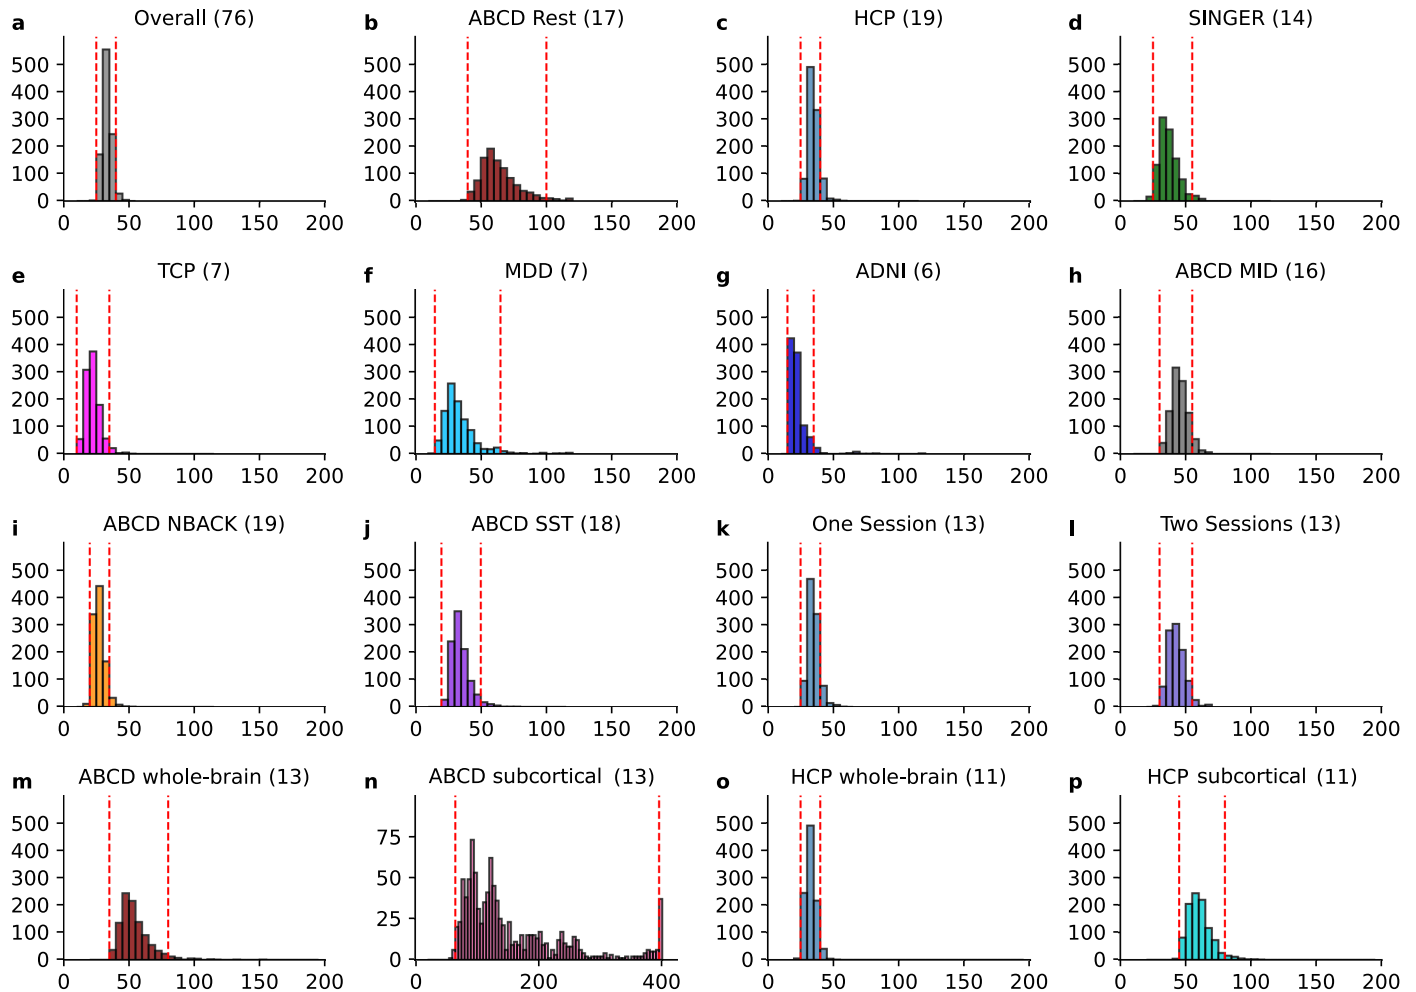 a Overall (76)
500
400
300
200
100
0
0 50 100 150 200
b ABCD Rest (17)
500
400
300
200
100
0
0 50 100 150 200
c HCP (19)
500
400
300
200
100
0
0 50 100 150 200
d SINGER (14)
500
400
300
200
100
0
0 50 100 150 200
e TCP (7)
500
400
300
200
100
0
0 50 100 150 200
f MDD (7)
500
400
300
200
100
0
0 50 100 150 200
g ADNI (6)
500
400
300
200
100
0
0 50 100 150 200
h ABCD MID (16)
500
400
300
200
100
0
0 50 100 150 200
i ABCD NBACK (19)
500
400
300
200
100
0
0 50 100 150 200
j ABCD SST (18)
500
400
300
200
100
0
0 50 100 150 200
k One Session (13)
500
400
300
200
100
0
0 50 100 150 200
l Two Sessions (13)
500
400
300
200
100
0
0 50 100 150 200
m ABCD whole-brain (13)
500
400
300
200
100
0
0 50 100 150 200
n ABCD subcortical (13)
75
50
25
0
0 200 400
o HCP whole-brain (11)
500
400
300
200
100
0
0 50 100 150 200
p HCP subcortical (11)
500
400
300
200
100
0
0 50 100 150 200